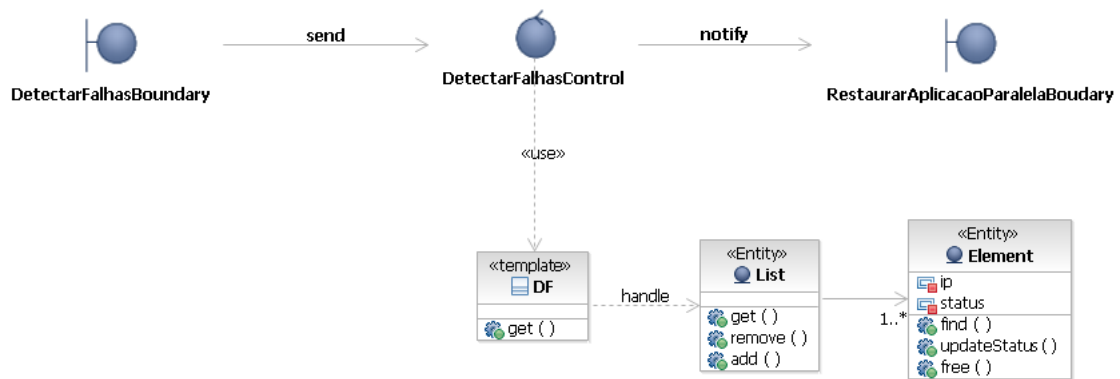 send
notify
DetectarFalhasBoundary
DetectarFalhasControl
RestaurarAplicacaoParalelaBoudary
«use»
«template»
DF
get ( )
handle
«Entity»
List
get ( )
remove ( )
add ( )
1..*
«Entity»
Element
ip
status
find ( )
updateStatus ( )
free ( )